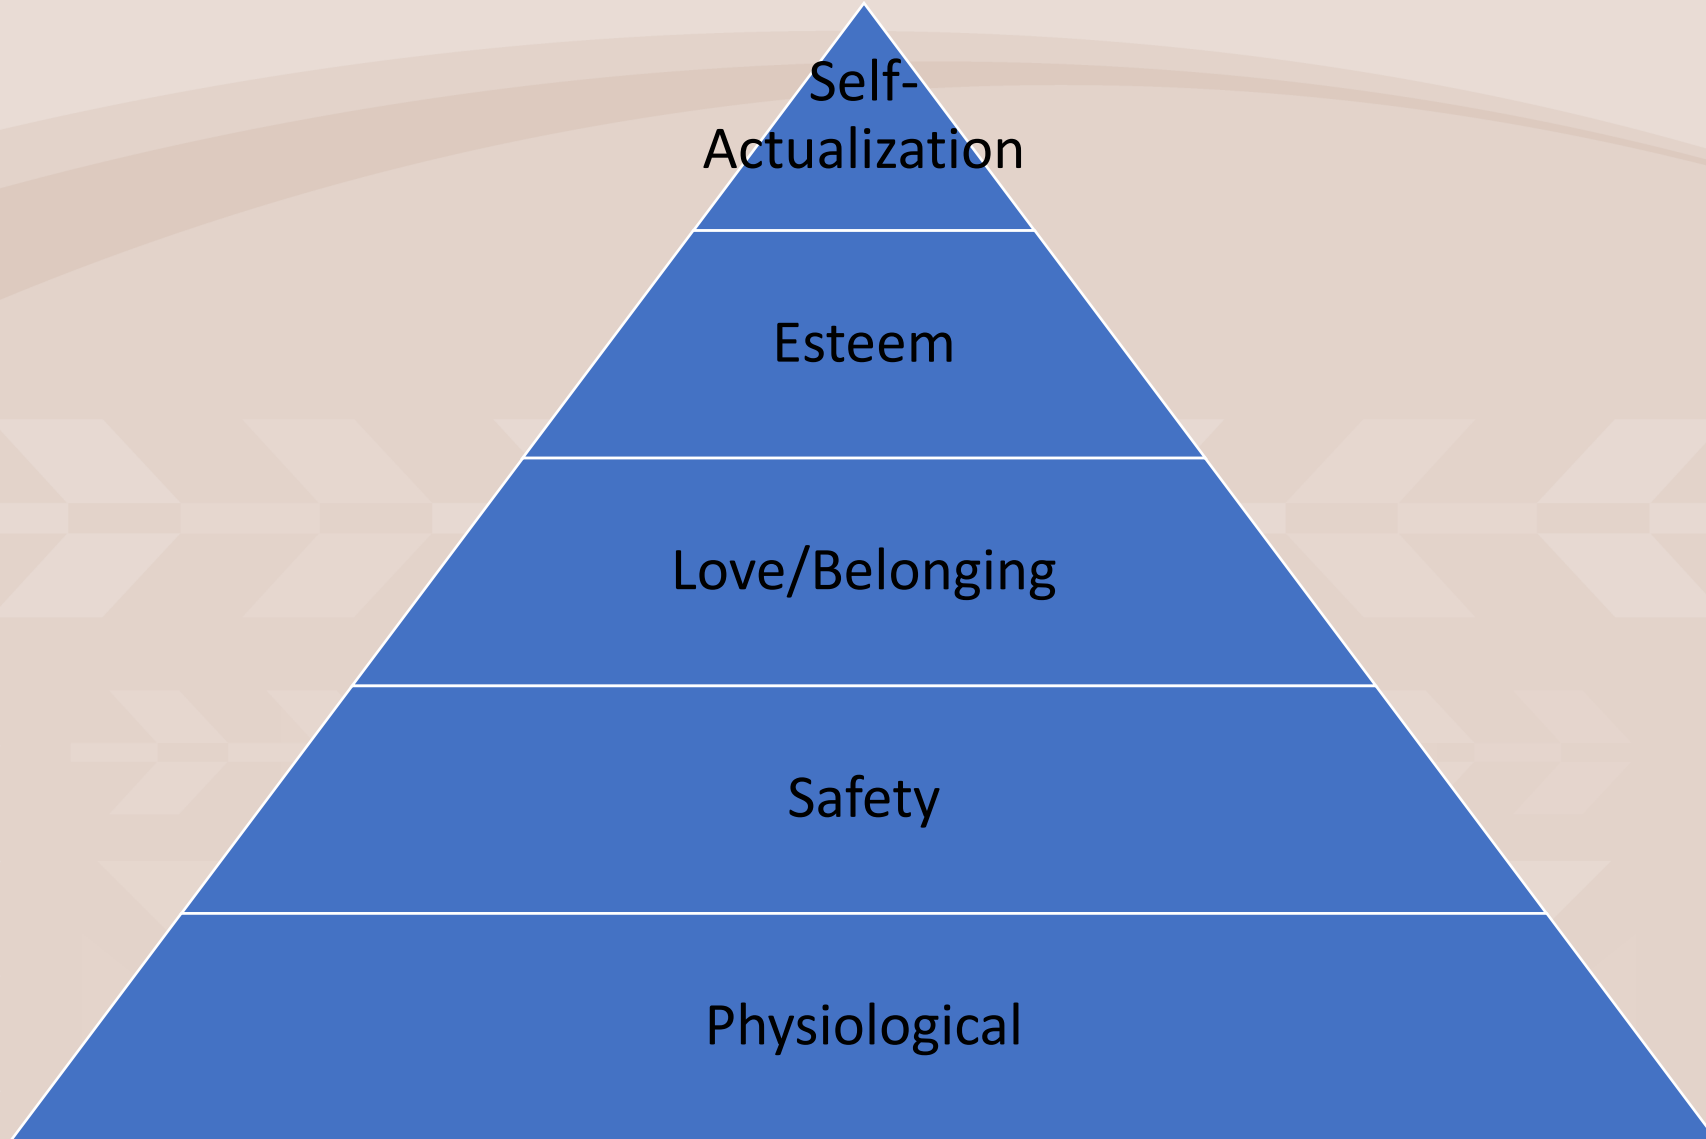 Self-
Actualization
Esteem
Love/Belonging
Safety
Physiological